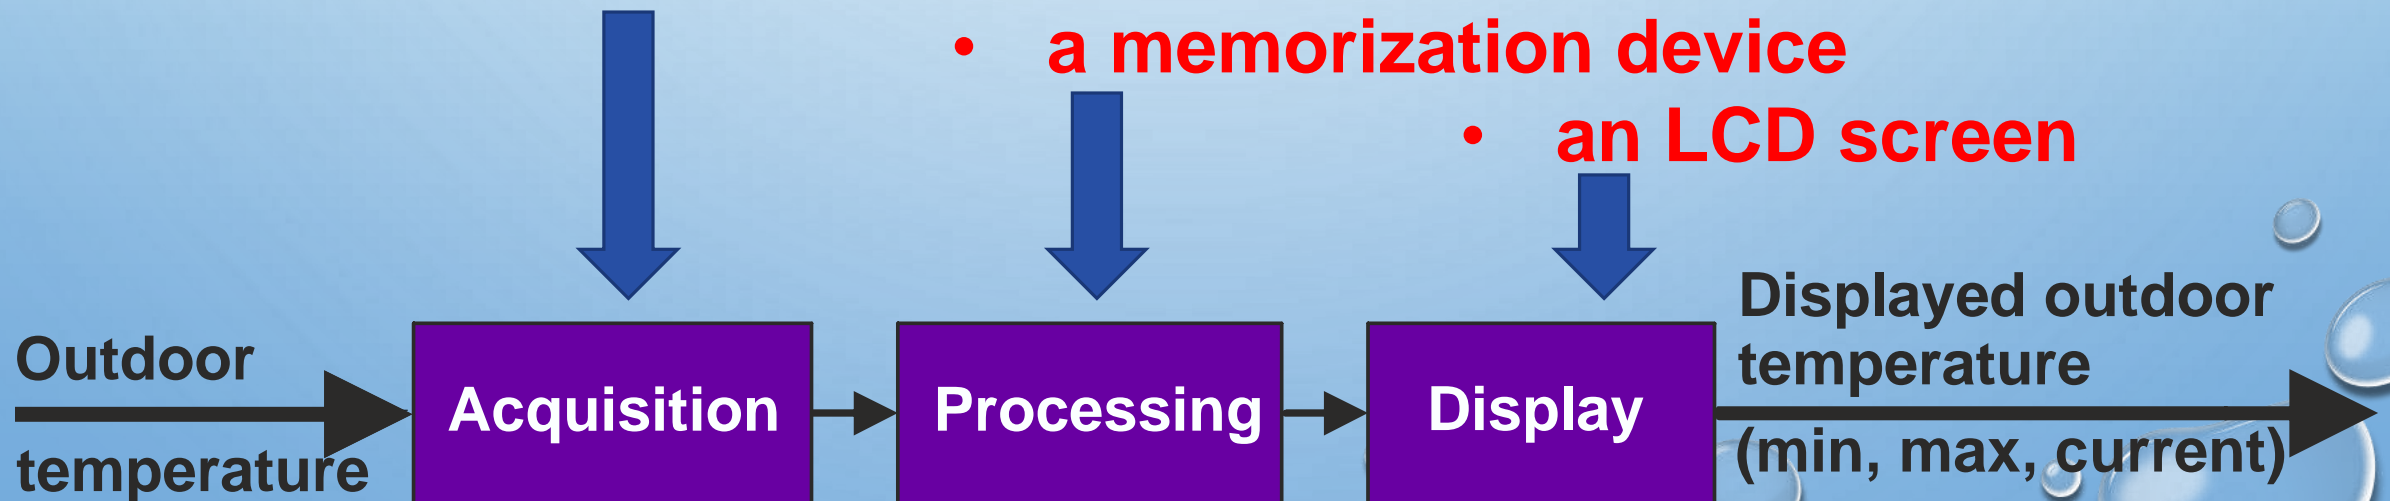 • a memorization device
• an LCD screen
Outdoor
temperature
Acquisition
Processing
Display
Displayed outdoor
temperature
(min, max, current)